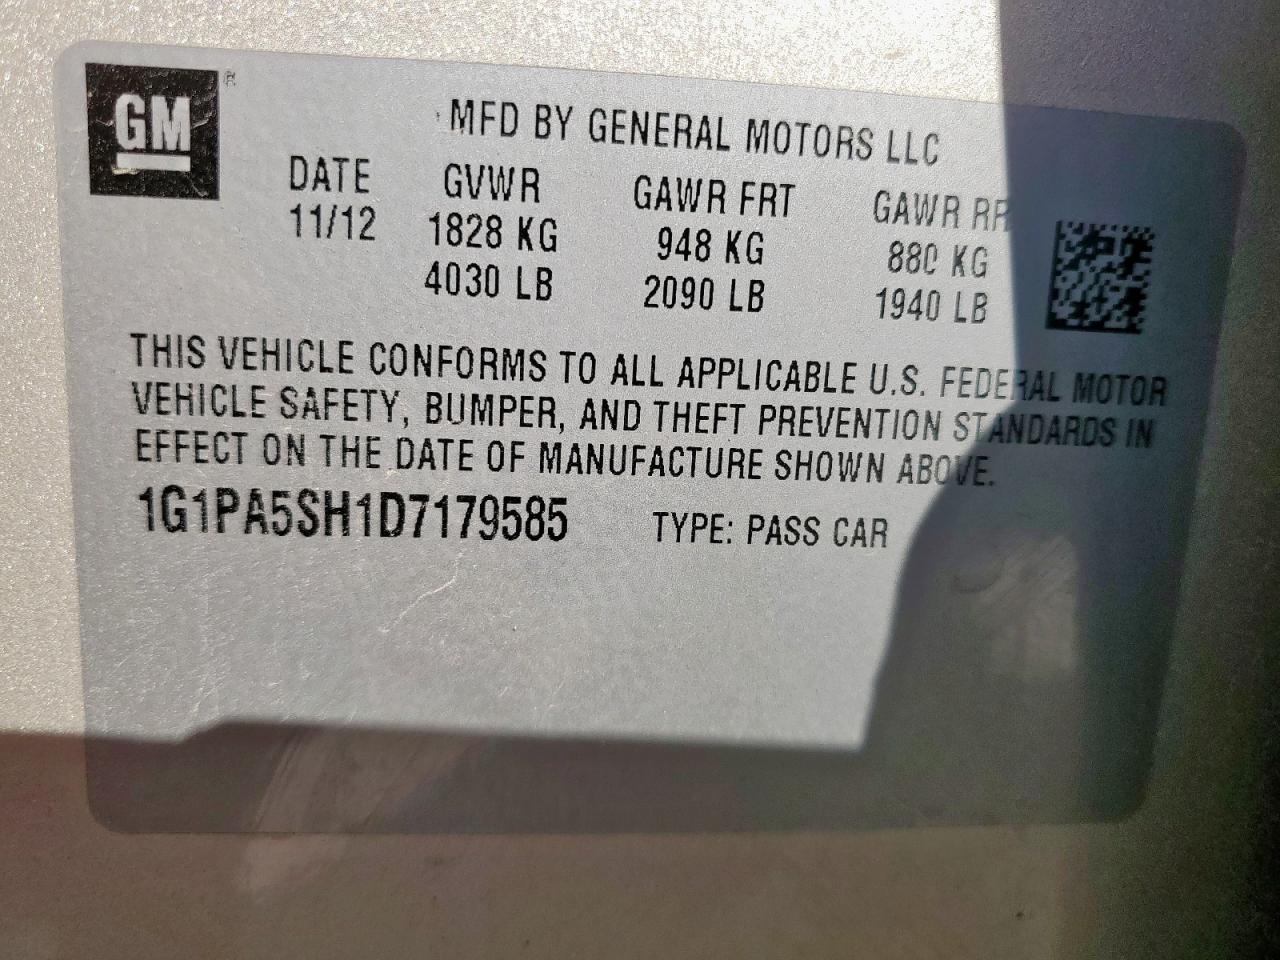 GM®
MFD BY GENERAL MOTORS LLC
DATE GVWR GAWR FRT GAWR RR
11/12 1828 KG 948 KG 880 KG
4030 LB 2090 LB 1940 LB
THIS VEHICLE CONFORMS TO ALL APPLICABLE U.S. FEDERAL MOTOR
VEHICLE SAFETY, BUMPER, AND THEFT PREVENTION STANDARDS IN
EFFECT ON THE DATE OF MANUFACTURE SHOWN ABOVE.
1G1PA5SH1D7179585 TYPE: PASS CAR